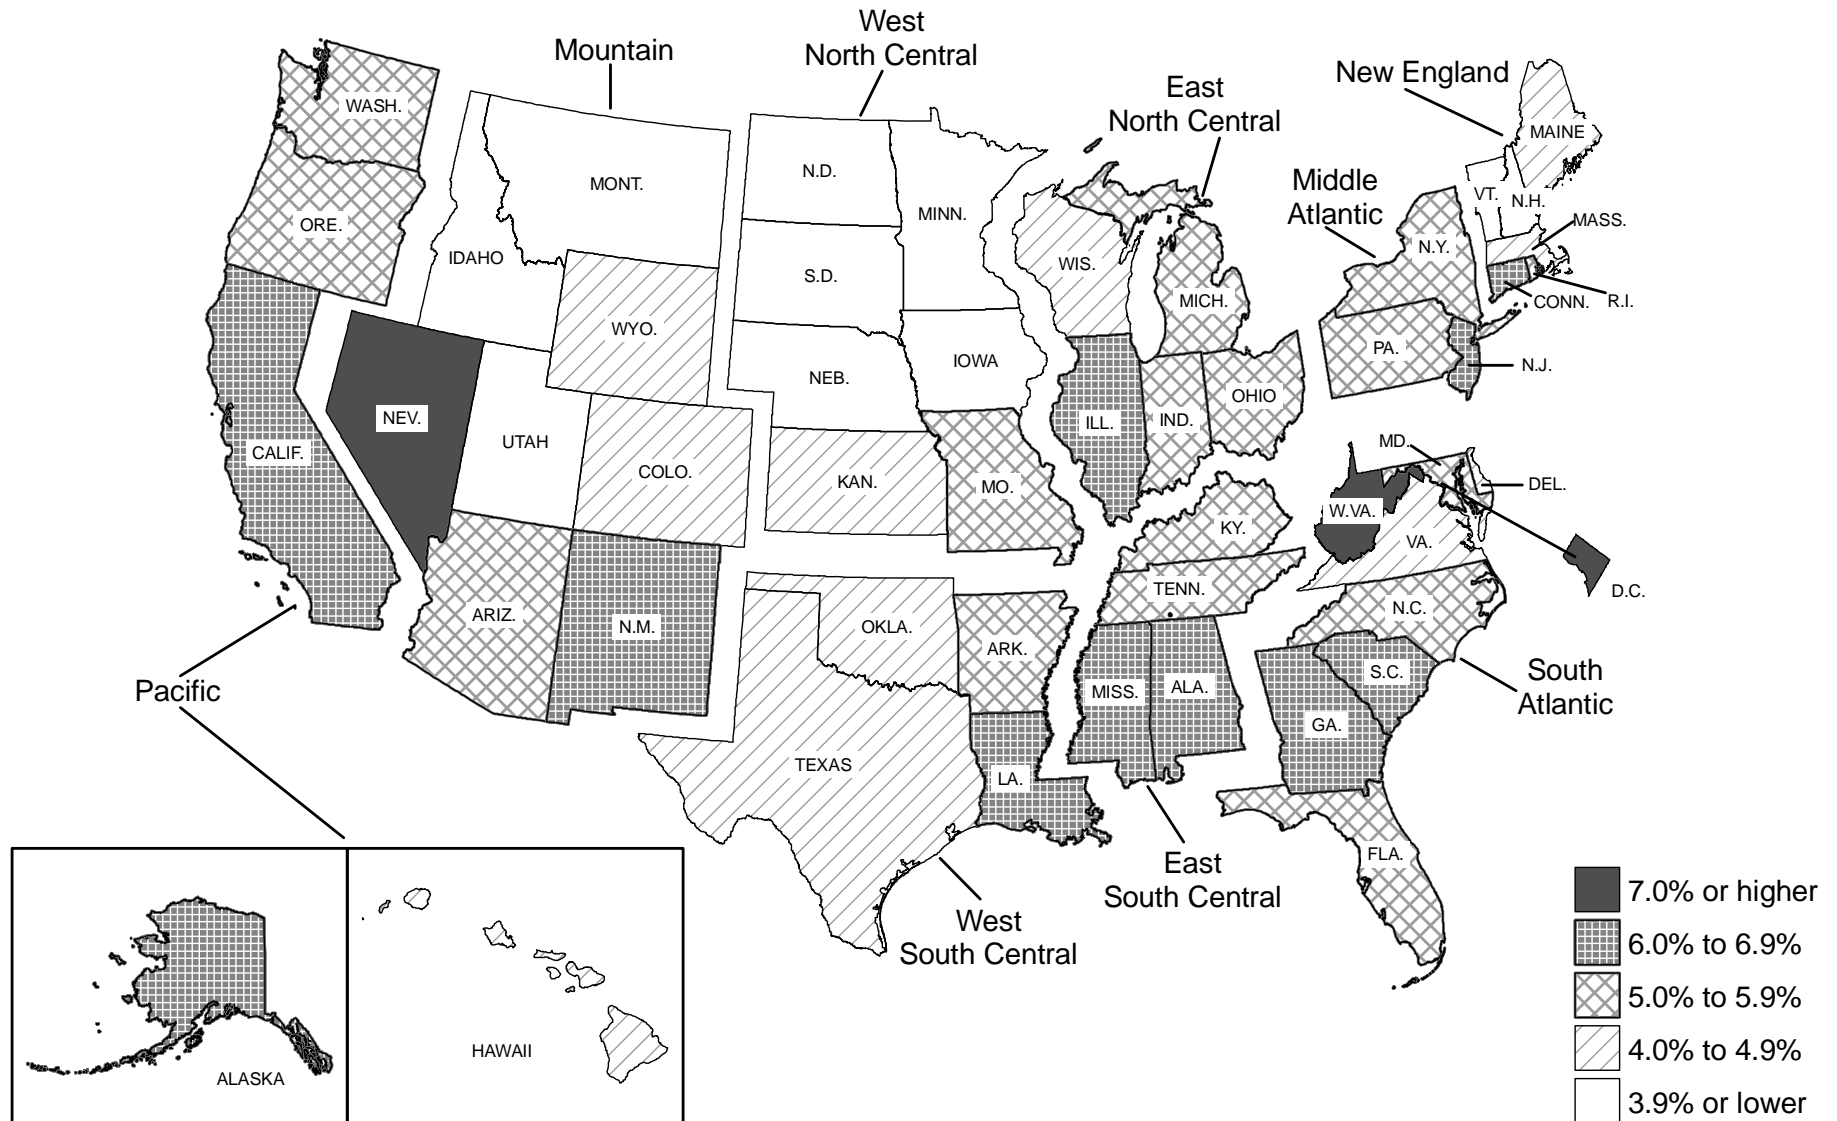 West
North Central
Mountain
New England
East
North Central
WASH.
MAINE
MONT.
N.D.
MINN.
Middle
Atlantic
VT.
N.H.
MASS.
ORE.
IDAHO
S.D.
WIS.
N.Y.
MICH.
CONN.
R.I.
WYO.
PA.
N.J.
NEB.
IOWA
OHIO
NEV.
UTAH
ILL.
IND.
CALIF.
COLO.
KAN.
MO.
MD.
DEL.
W.VA.
KY.
VA.
D.C.
TENN.
ARIZ.
N.M.
OKLA.
ARK.
N.C.
S.C.
South
Atlantic
Pacific
MISS.
ALA.
GA.
TEXAS
LA.
FLA.
East
South Central
West
South Central
HAWAII
ALASKA
7.0% or higher
6.0% to 6.9%
5.0% to 5.9%
4.0% to 4.9%
3.9% or lower